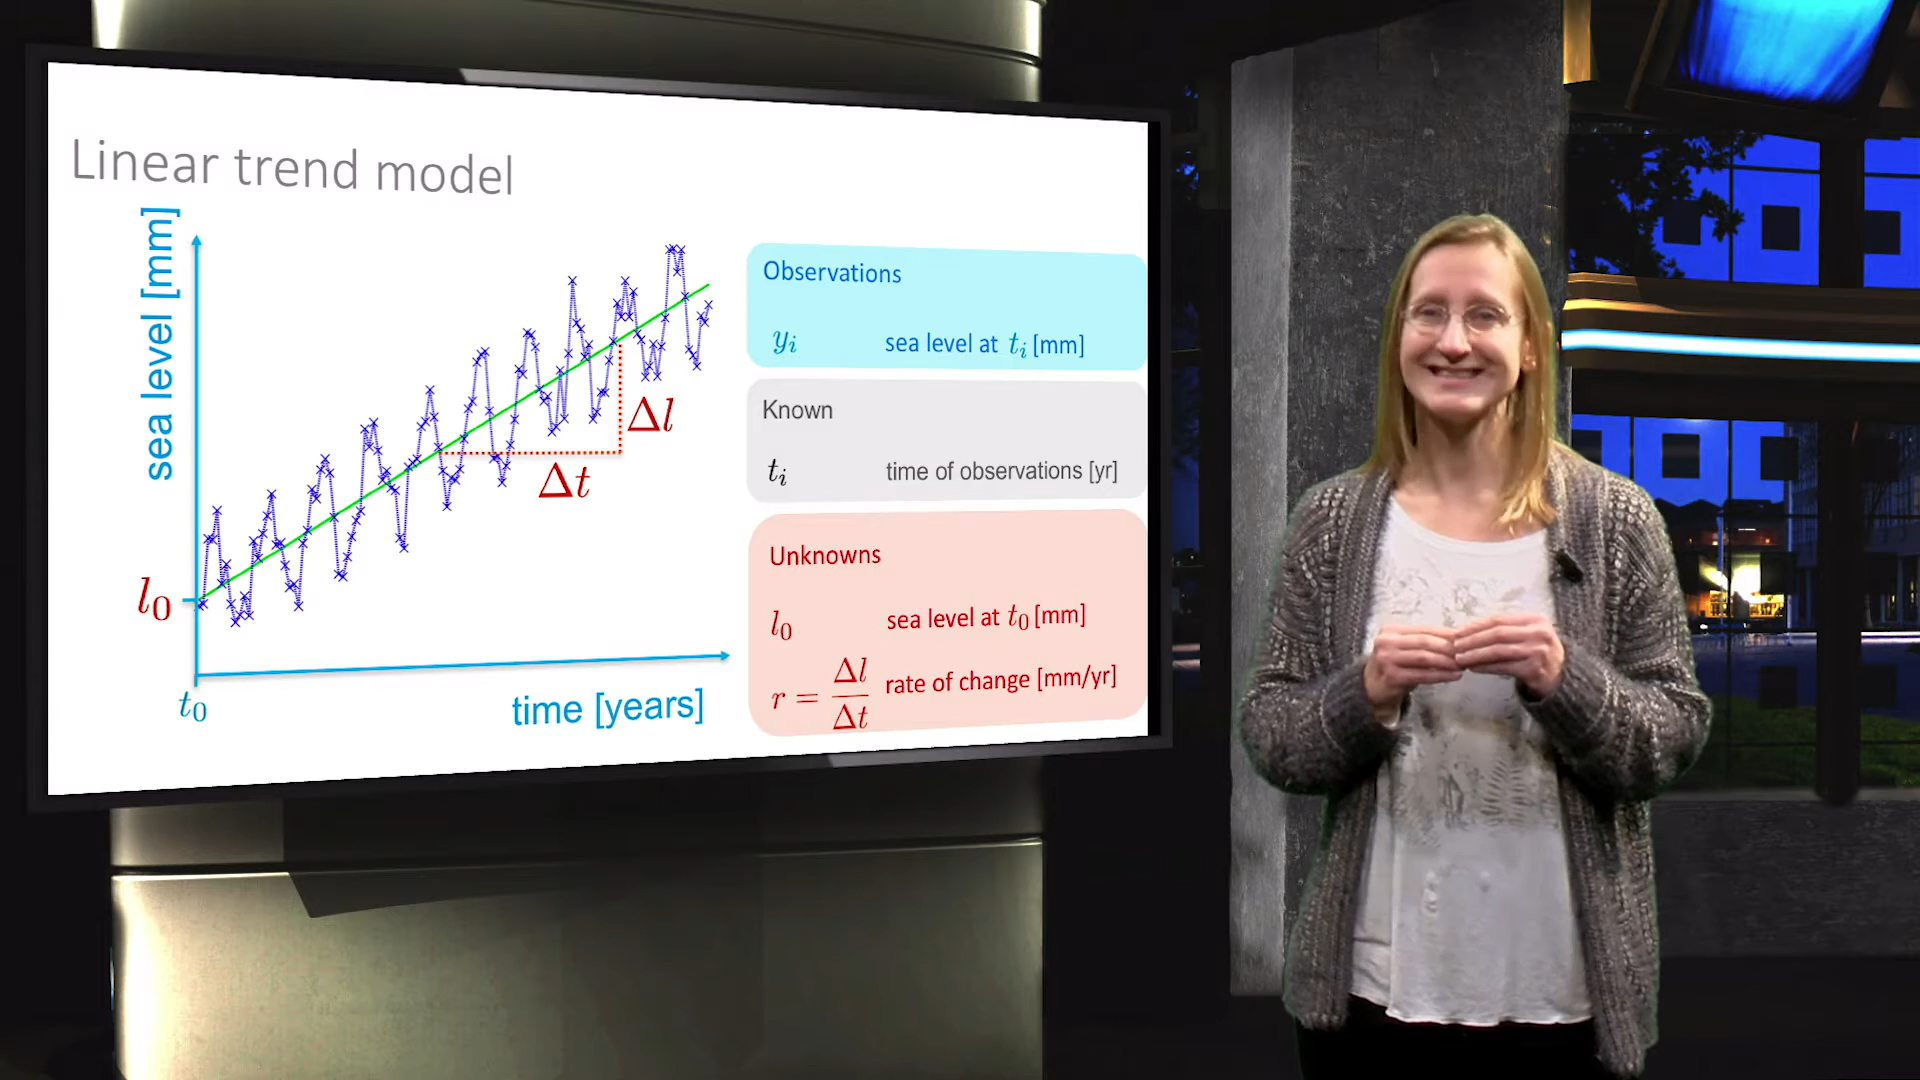 Linear trend model
sea level [mm]
l₀
t₀
time [years]
Δl
Δt
Observations
yᵢ sea level at tᵢ [mm]
Known
tᵢ time of observations [yr]
Unknowns
l₀ sea level at t₀ [mm]
r = Δl/Δt rate of change [mm/yr]